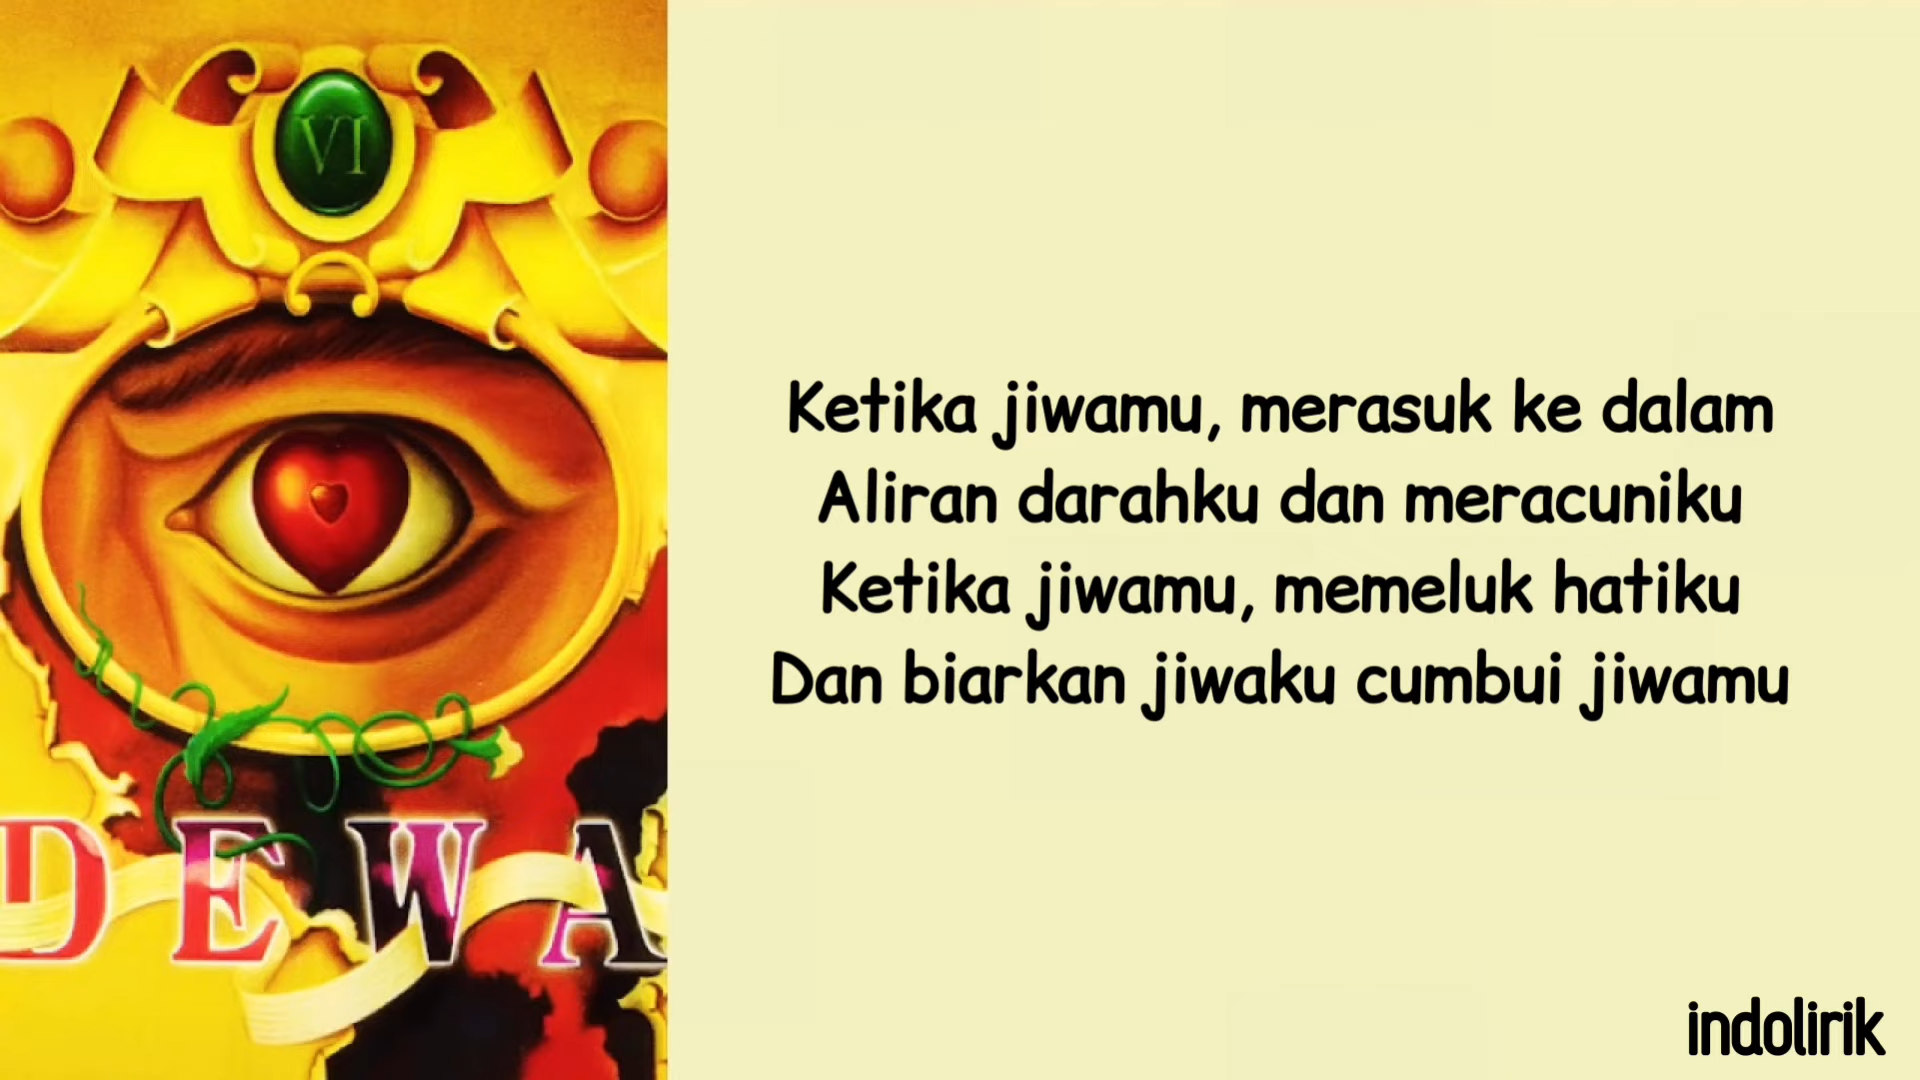 VI
DEWA
Ketika jiwamu, merasuk ke dalam
Aliran darahku dan meracuniku
Ketika jiwamu, memeluk hatiku
Dan biarkan jiwaku cumbui jiwamu
indolirik